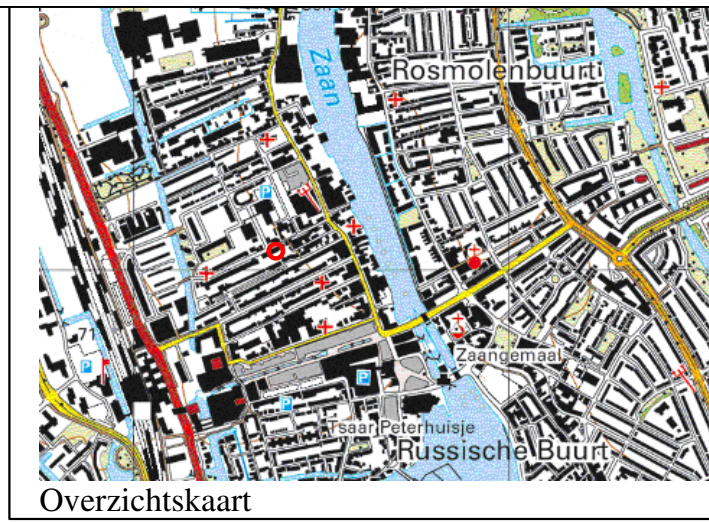 Zaan
Rosmolenbuurt
P
71
P
P
P
Zaangemaal
Tsaar Peterhuisje
Russische Buurt
Overzichtskaart